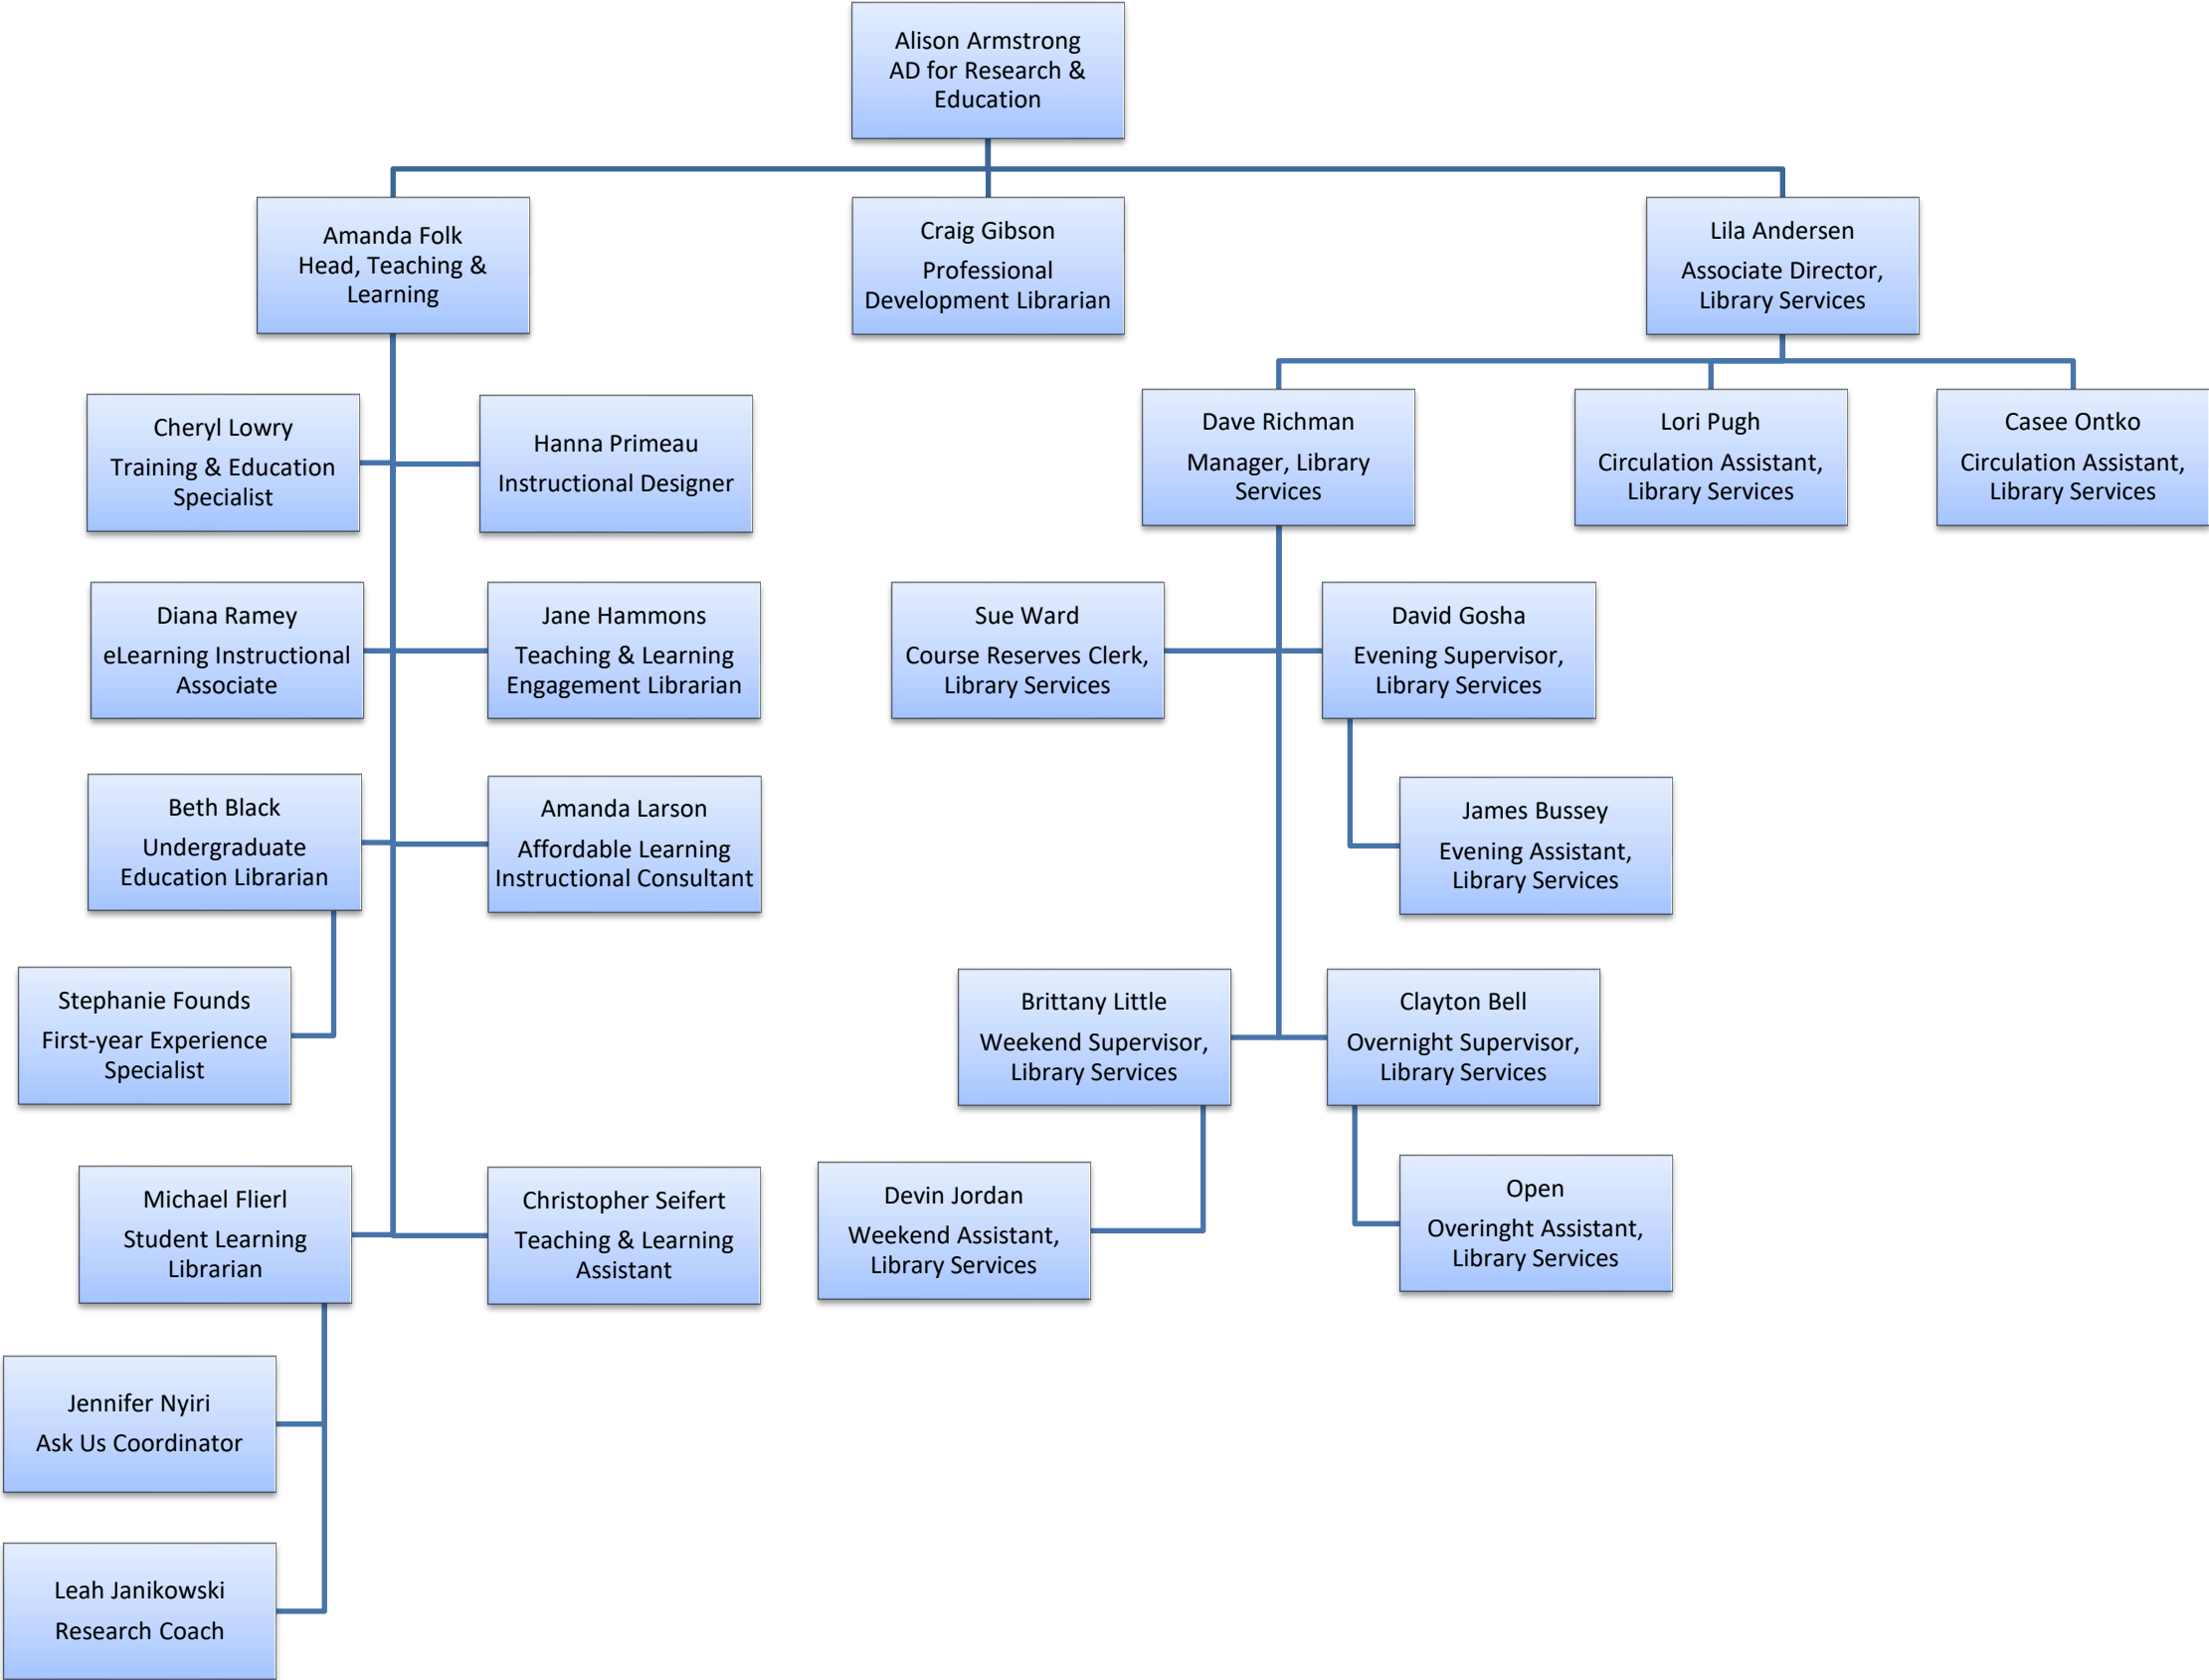 Alison Armstrong
AD for Research &
Education
Amanda Folk
Head, Teaching &
Learning
Craig Gibson
Professional
Development Librarian
Lila Andersen
Associate Director,
Library Services
Cheryl Lowry
Training & Education
Specialist
Hanna Primeau
Instructional Designer
Dave Richman
Manager, Library
Services
Lori Pugh
Circulation Assistant,
Library Services
Casee Ontko
Circulation Assistant,
Library Services
Diana Ramey
eLearning Instructional
Associate
Jane Hammons
Teaching & Learning
Engagement Librarian
Sue Ward
Course Reserves Clerk,
Library Services
David Gosha
Evening Supervisor,
Library Services
Beth Black
Undergraduate
Education Librarian
Amanda Larson
Affordable Learning
Instructional Consultant
James Bussey
Evening Assistant,
Library Services
Stephanie Founds
First-year Experience
Specialist
Brittany Little
Weekend Supervisor,
Library Services
Clayton Bell
Overnight Supervisor,
Library Services
Michael Flierl
Student Learning
Librarian
Christopher Seifert
Teaching & Learning
Assistant
Devin Jordan
Weekend Assistant,
Library Services
Open
Overinght Assistant,
Library Services
Jennifer Nyiri
Ask Us Coordinator
Leah Janikowski
Research Coach